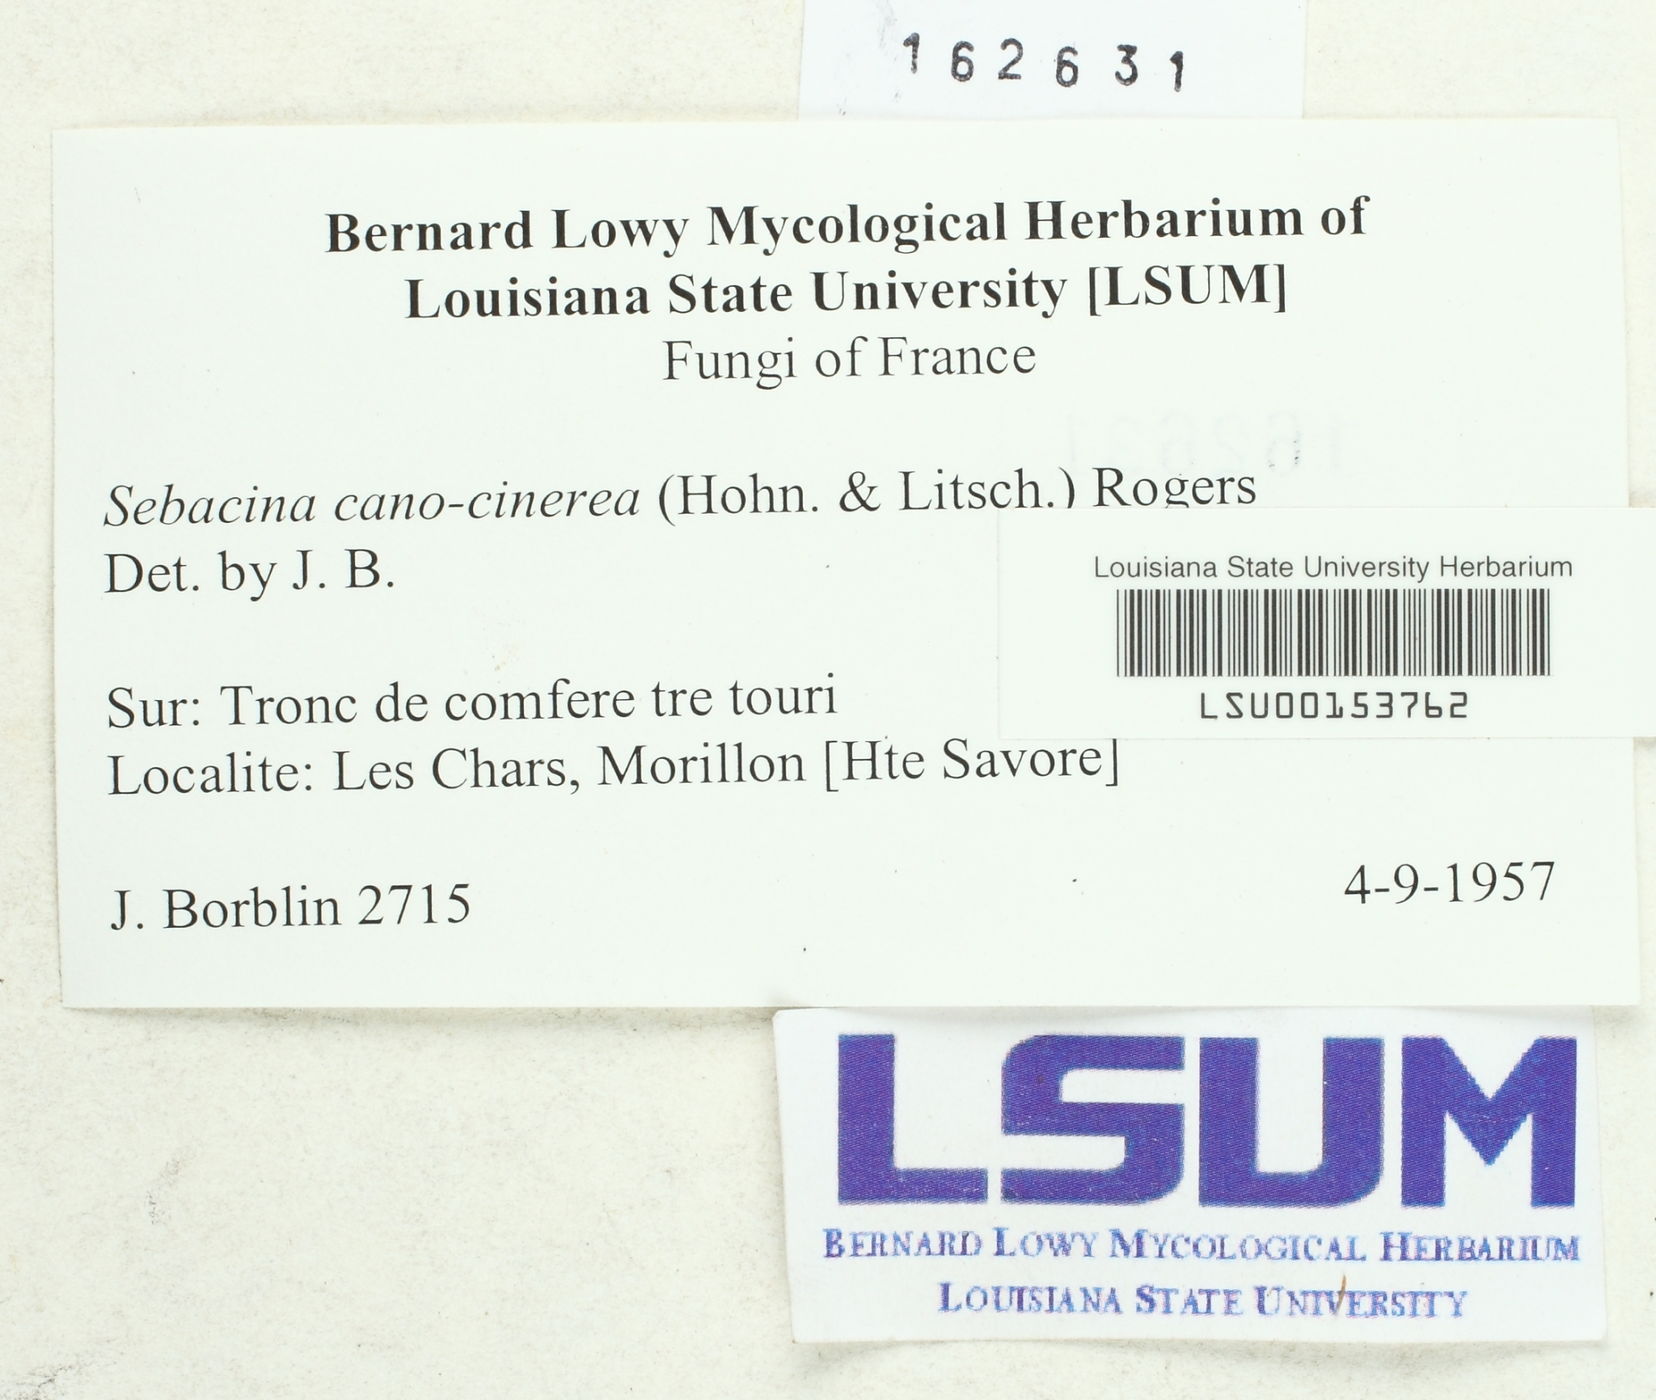 162631
Bernard Lowy Mycological Herbarium of
Louisiana State University [LSUM]
Fungi of France
Sebacina cano-cinerea (Hohn. & Litsch.) Rogers
Det. by J. B.
Louisiana State University Herbarium
LSU00153762
Sur: Tronc de comfere tre touri
Localite: Les Chars, Morillon [Hte Savore]
J. Borblin 2715
4-9-1957
LSUM
BERNARD LOWY MYCOLOGICAL HERBARIUM
LOUISIANA STATE UNIVERSITY